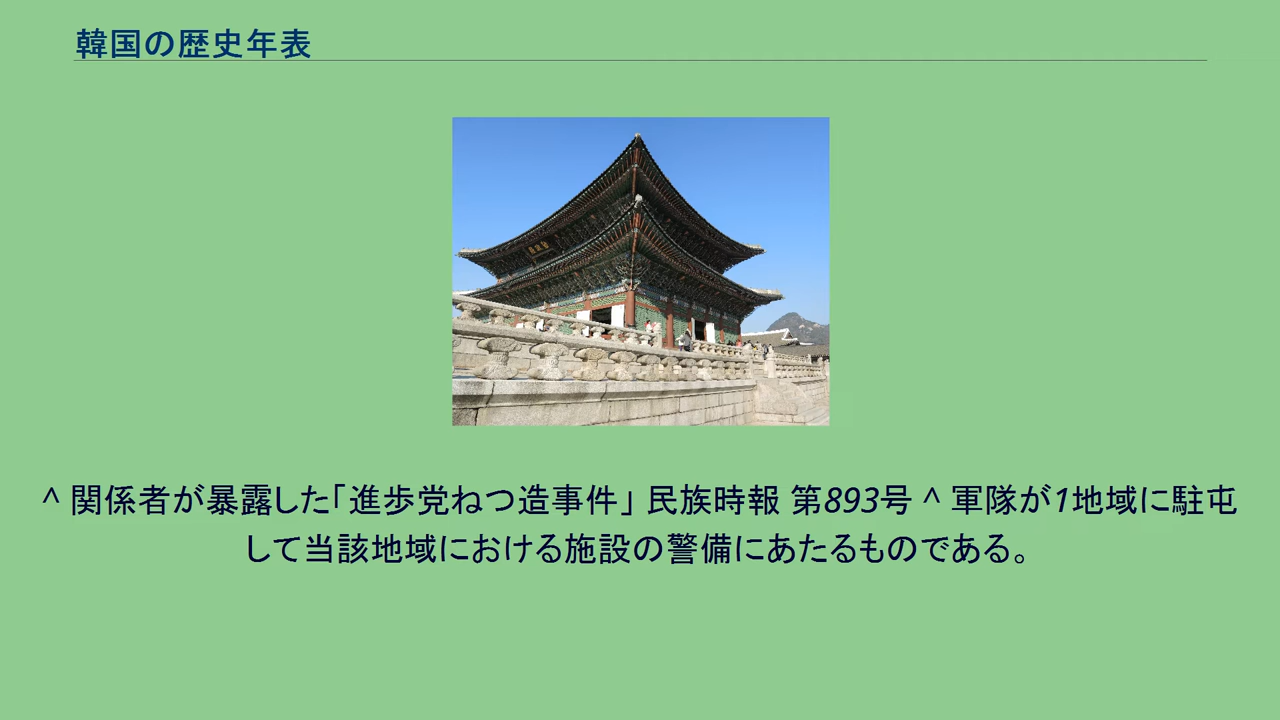 韓国の歴史年表
^ 関係者が暴露した「進歩党ねつ造事件」 民族時報 第893号 ^ 軍隊が1地域に駐屯
して当該地域における施設の警備にあたるものである。